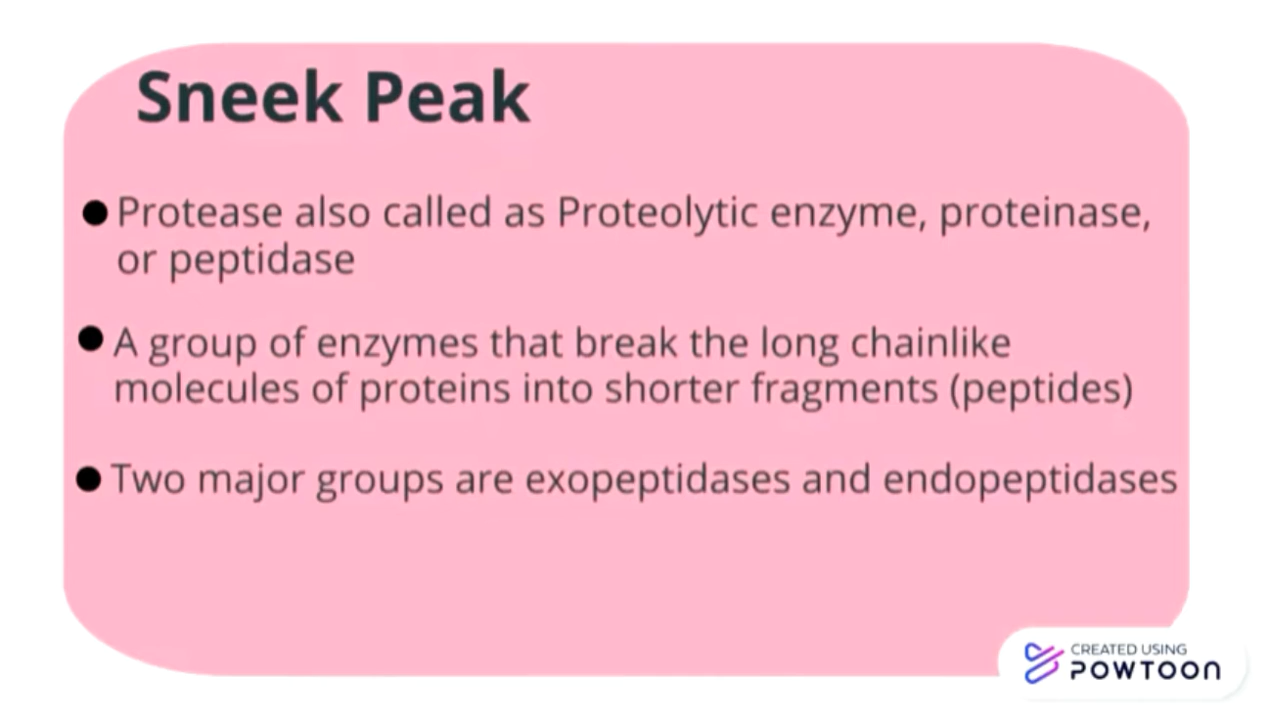 Sneek Peak
Protease also called as Proteolytic enzyme, proteinase,
or peptidase
A group of enzymes that break the long chainlike
molecules of proteins into shorter fragments (peptides)
Two major groups are exopeptidases and endopeptidases
CREATED USING
POWTOON